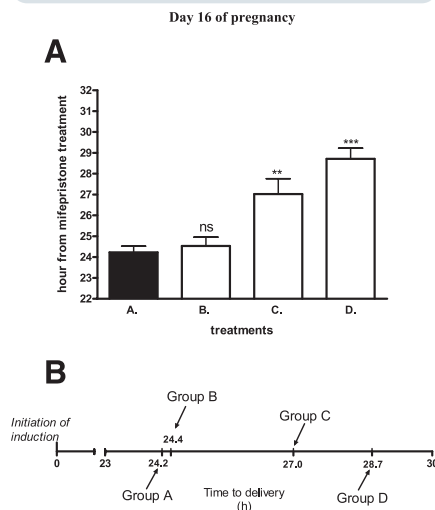 Day 16 of pregnancy
A
hour from mifepristone treatment
32
31
30
29
28
27
26
25
24
23
22
ns
**
***
A.
B.
C.
D.
treatments
B
Initiation of
induction
Group B
24.4
Group C
0
23
24.2
27.0
28.7
30
Group A
Time to delivery
(h)
Group D